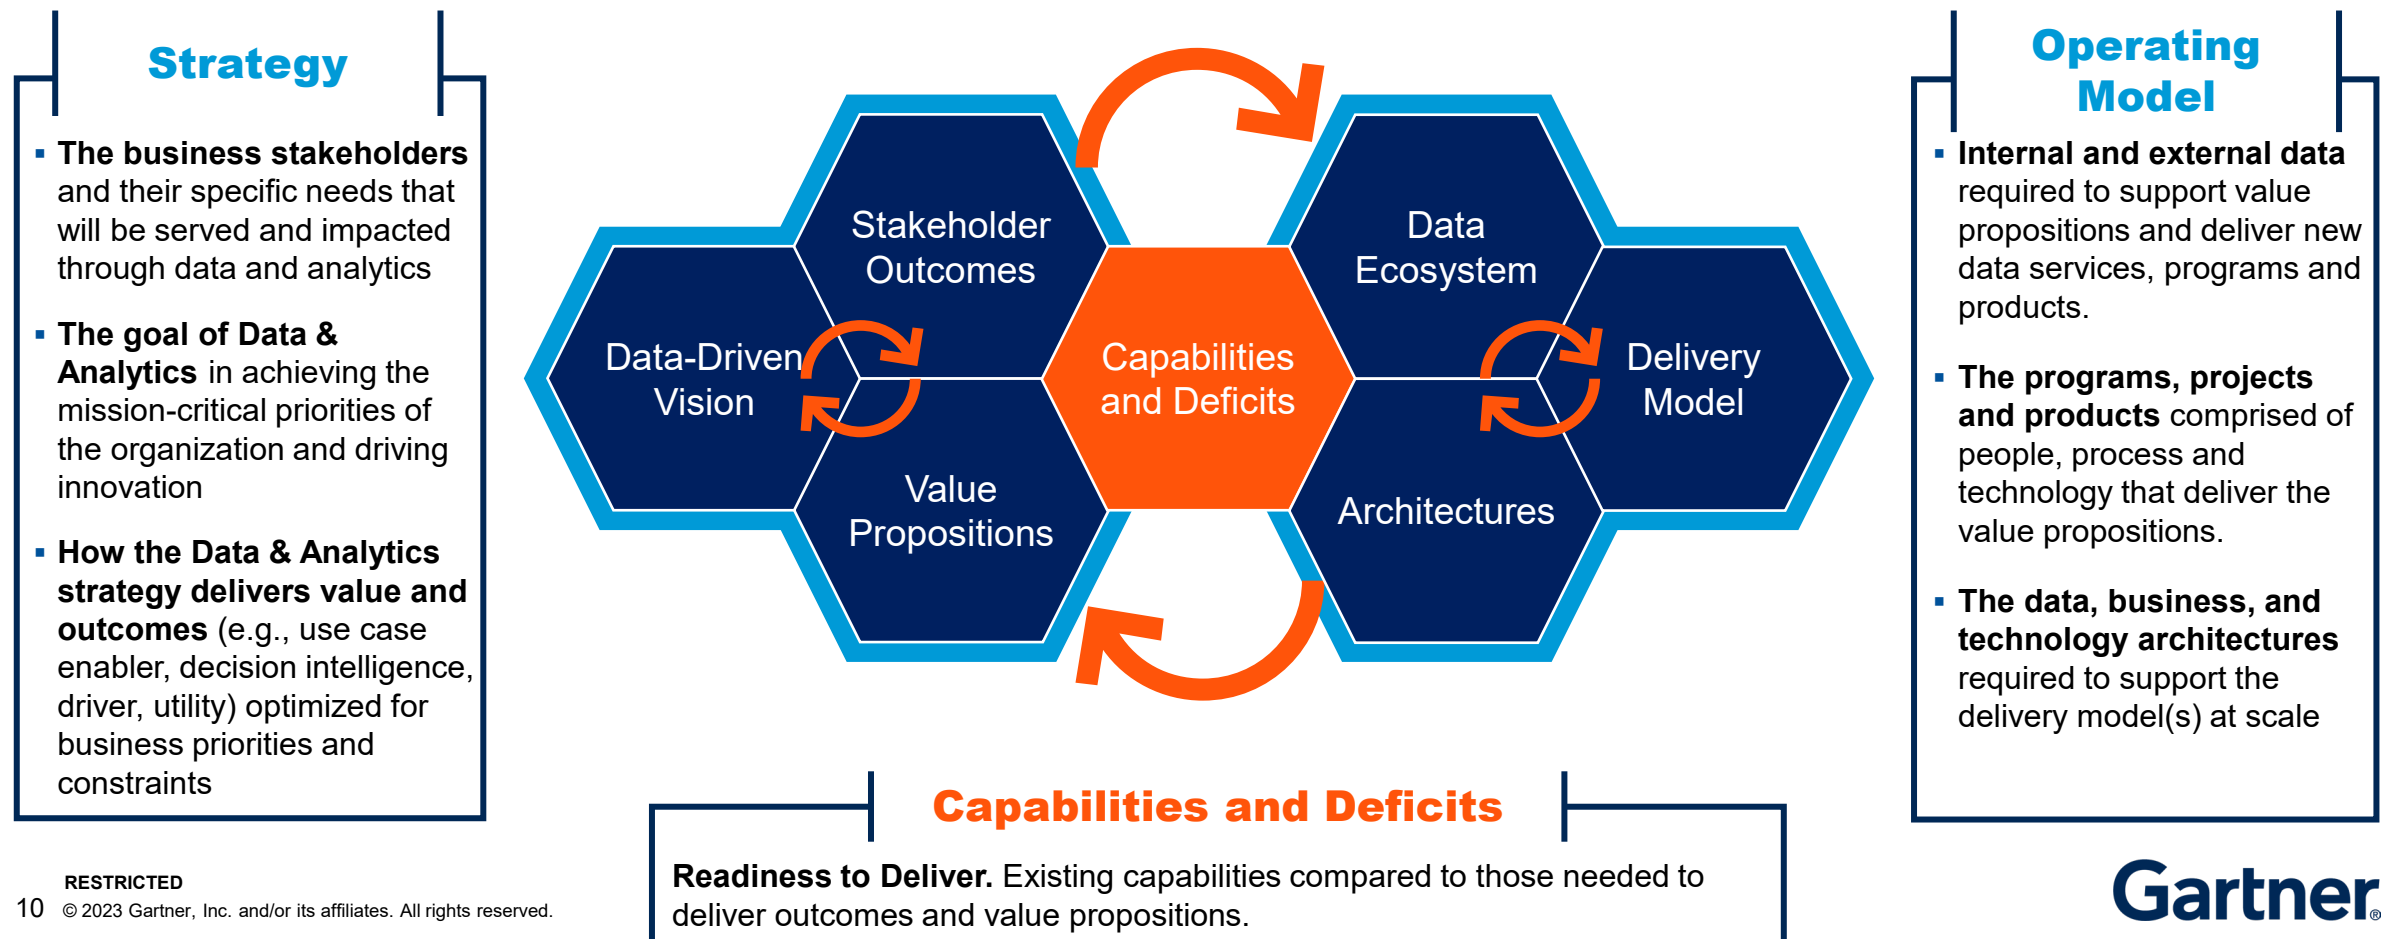 Strategy
▪ The business stakeholders
and their specific needs that
will be served and impacted
through data and analytics
▪ The goal of Data &
Analytics in achieving the
mission-critical priorities of
the organization and driving
innovation
▪ How the Data & Analytics
strategy delivers value and
outcomes (e.g., use case
enabler, decision intelligence,
driver, utility) optimized for
business priorities and
constraints
Stakeholder
Outcomes
Data-Driven
Vision
Value
Propositions
Capabilities
and Deficits
Data
Ecosystem
Delivery
Model
Architectures
Operating
Model
▪ Internal and external data
required to support value
propositions and deliver new
data services, programs and
products.
▪ The programs, projects
and products comprised of
people, process and
technology that deliver the
value propositions.
▪ The data, business, and
technology architectures
required to support the
delivery model(s) at scale
Capabilities and Deficits
Readiness to Deliver. Existing capabilities compared to those needed to
deliver outcomes and value propositions.
RESTRICTED
10 © 2023 Gartner, Inc. and/or its affiliates. All rights reserved.
Gartner®